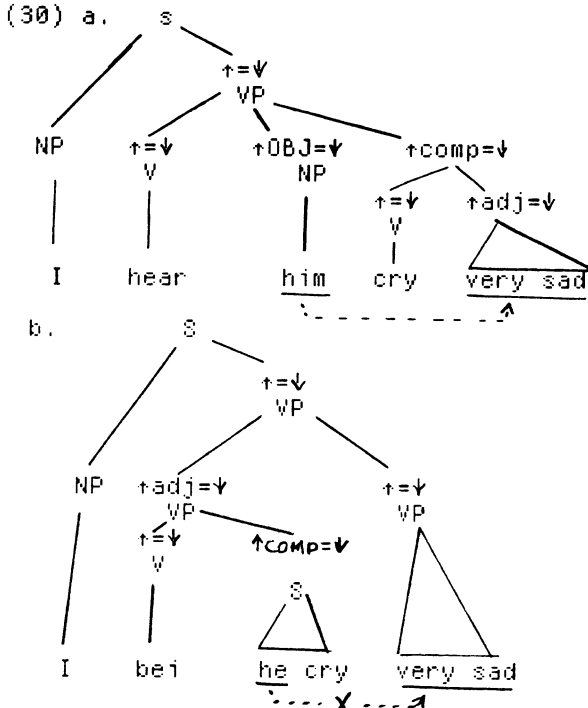 (30) a. S
↑=↓
VP
NP ↑=↓ ↑OBJ=↓ ↑comp=↓
V NP
↑=↓ ↑adj=↓
V
I hear him cry very sad
b. S
↑=↓
VP
NP ↑adj=↓ ↑=↓
VP VP
↑=↓ ↑COMP=↓
V
S
I bei he cry very sad
X